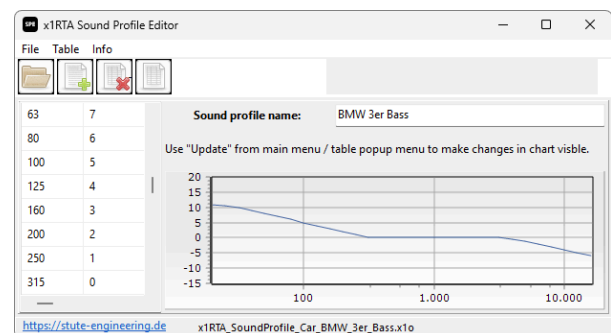 SPR x1RTA Sound Profile Editor
File Table Info
63 7
80 6
100 5
125 4
160 3
200 2
250 1
315 0
Sound profile name: BMW 3er Bass
Use "Update" from main menu / table popup menu to make changes in chart visble.
20
15
10
5
0
-5
-10
-15
100 1.000 10.000
https://stute-engineering.de x1RTA_SoundProfile_Car_BMW_3er_Bass.x1o